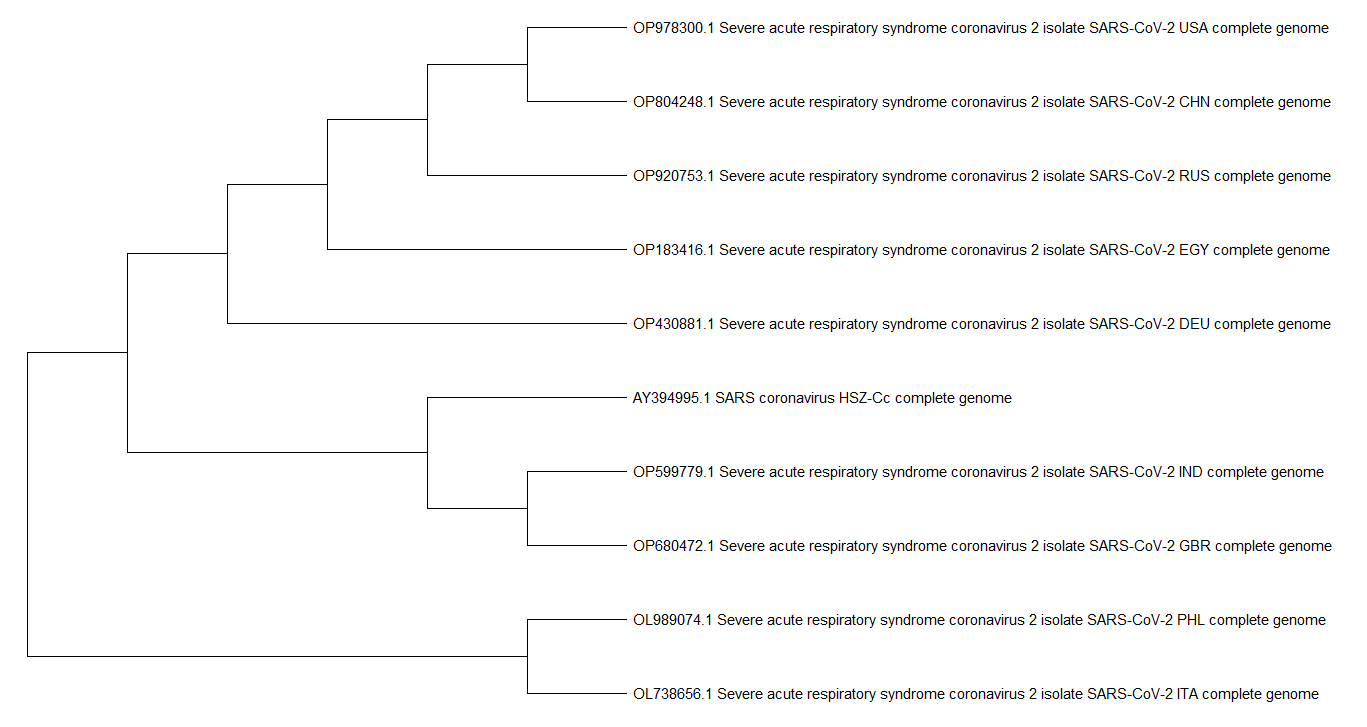 OP978300.1 Severe acute respiratory syndrome coronavirus 2 isolate SARS-CoV-2 USA complete genome
OP804248.1 Severe acute respiratory syndrome coronavirus 2 isolate SARS-CoV-2 CHN complete genome
OP920753.1 Severe acute respiratory syndrome coronavirus 2 isolate SARS-CoV-2 RUS complete genome
OP183416.1 Severe acute respiratory syndrome coronavirus 2 isolate SARS-CoV-2 EGY complete genome
OP430881.1 Severe acute respiratory syndrome coronavirus 2 isolate SARS-CoV-2 DEU complete genome
AY394995.1 SARS coronavirus HSZ-Cc complete genome
OP599779.1 Severe acute respiratory syndrome coronavirus 2 isolate SARS-CoV-2 IND complete genome
OP680472.1 Severe acute respiratory syndrome coronavirus 2 isolate SARS-CoV-2 GBR complete genome
OL989074.1 Severe acute respiratory syndrome coronavirus 2 isolate SARS-CoV-2 PHL complete genome
OL738656.1 Severe acute respiratory syndrome coronavirus 2 isolate SARS-CoV-2 ITA complete genome